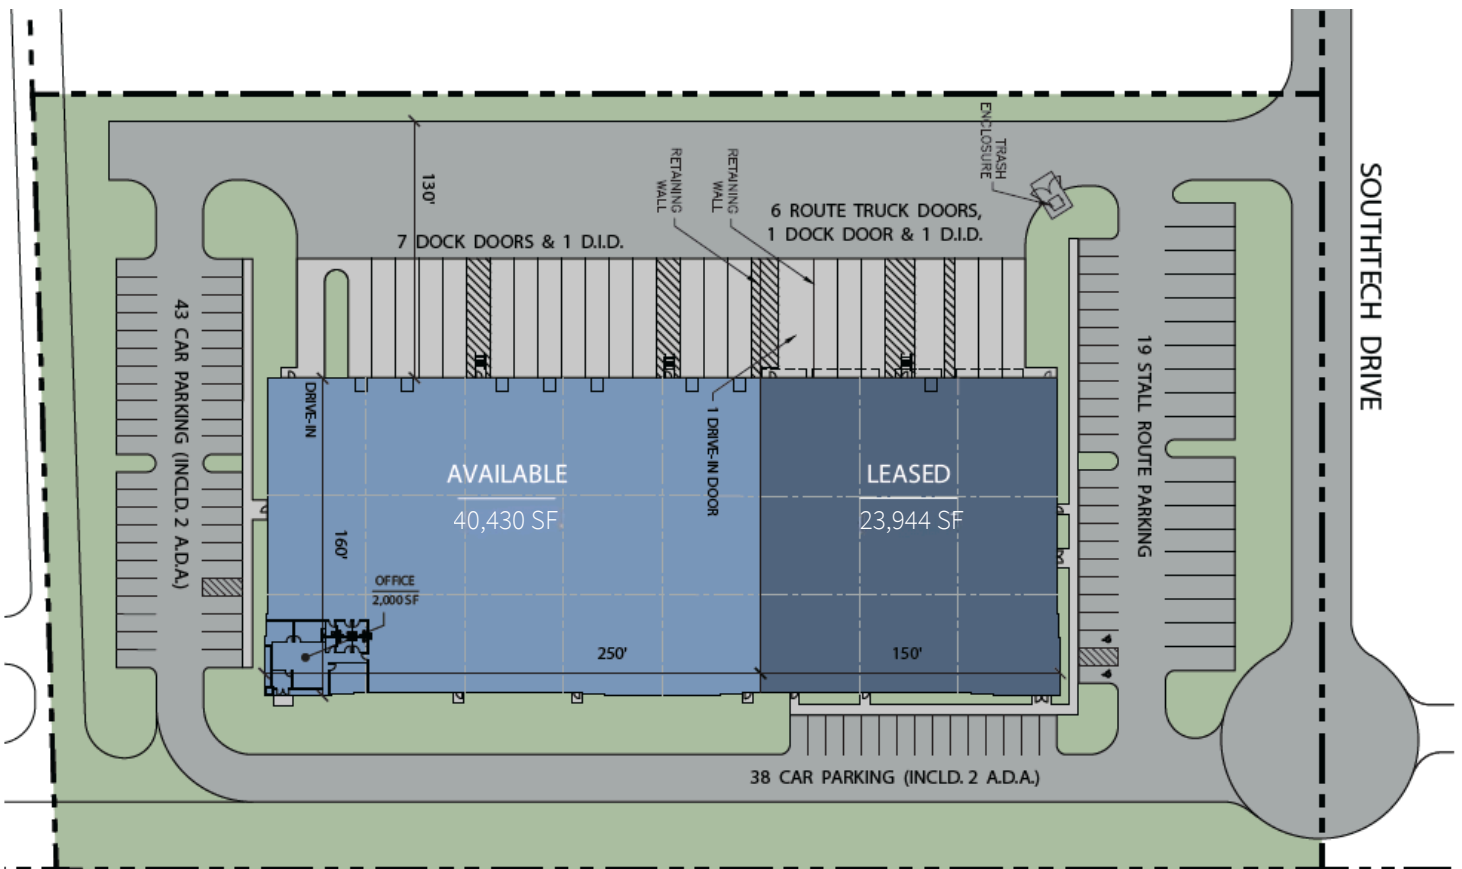 TRASH
ENCLOSURE
RETAINING
WALL
RETAINING
WALL
130'
6 ROUTE TRUCK DOORS,
1 DOCK DOOR & 1 D.I.D.
7 DOCK DOORS & 1 D.I.D.
SOUTHTECH DRIVE
43 CAR PARKING (INCLD. 2 A.D.A.)
19 STALL ROUTE PARKING
DRIVE-IN
1 DRIVE-IN DOOR
AVAILABLE
40,430 SF
LEASED
23,944 SF
160'
OFFICE
2,000 SF
250'
150'
38 CAR PARKING (INCLD. 2 A.D.A.)